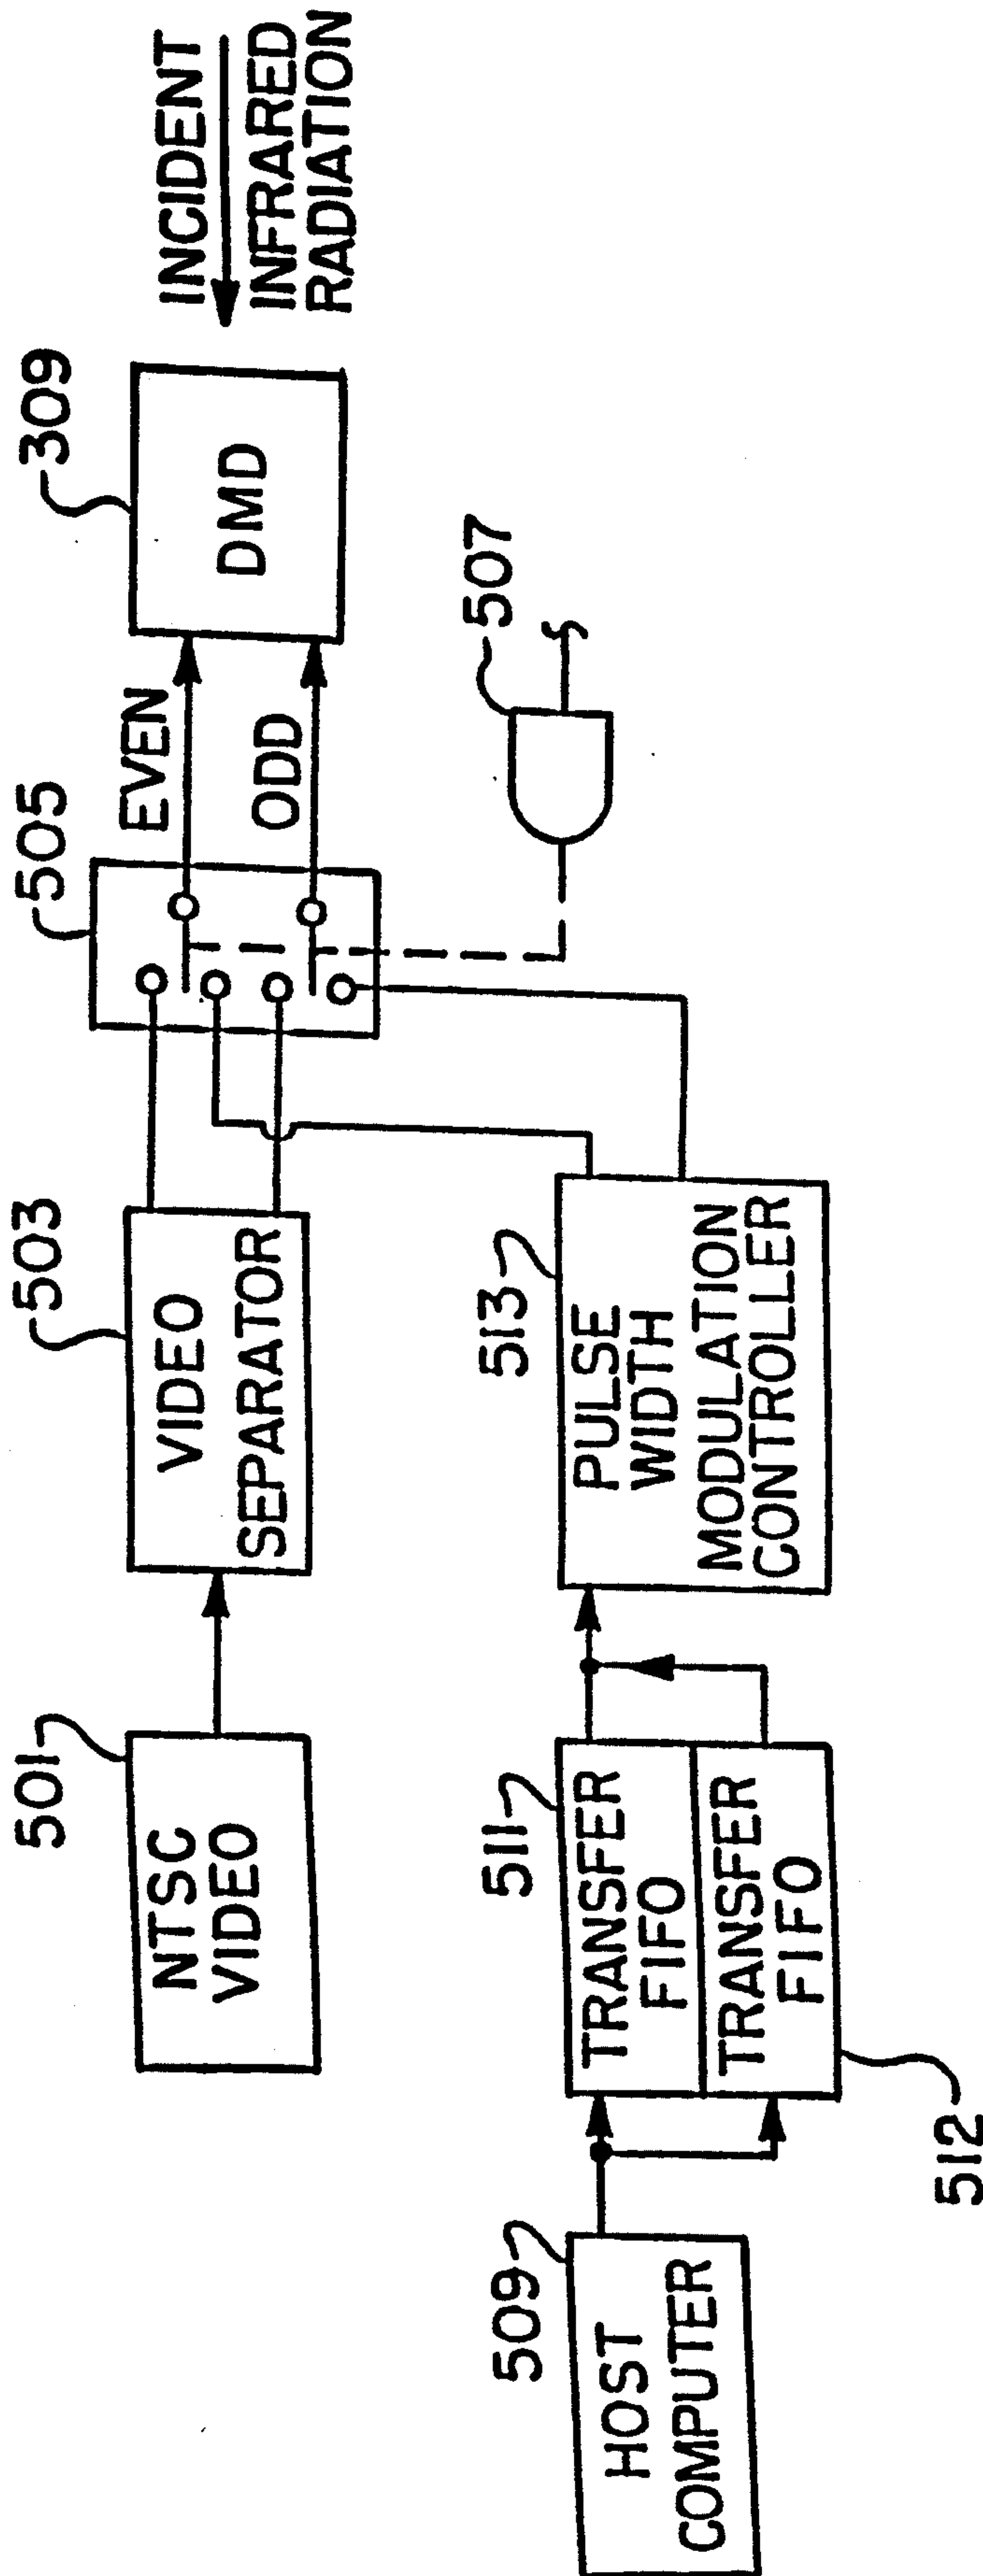 501
NTSC
VIDEO
503
VIDEO
SEPARATOR
505
EVEN
ODD
309
DMD
INCIDENT
INFRARED
RADIATION
507
509
HOST
COMPUTER
511
TRANSFER
FIFO
TRANSFER
FIFO
512
513
PULSE
WIDTH
MODULATION
CONTROLLER